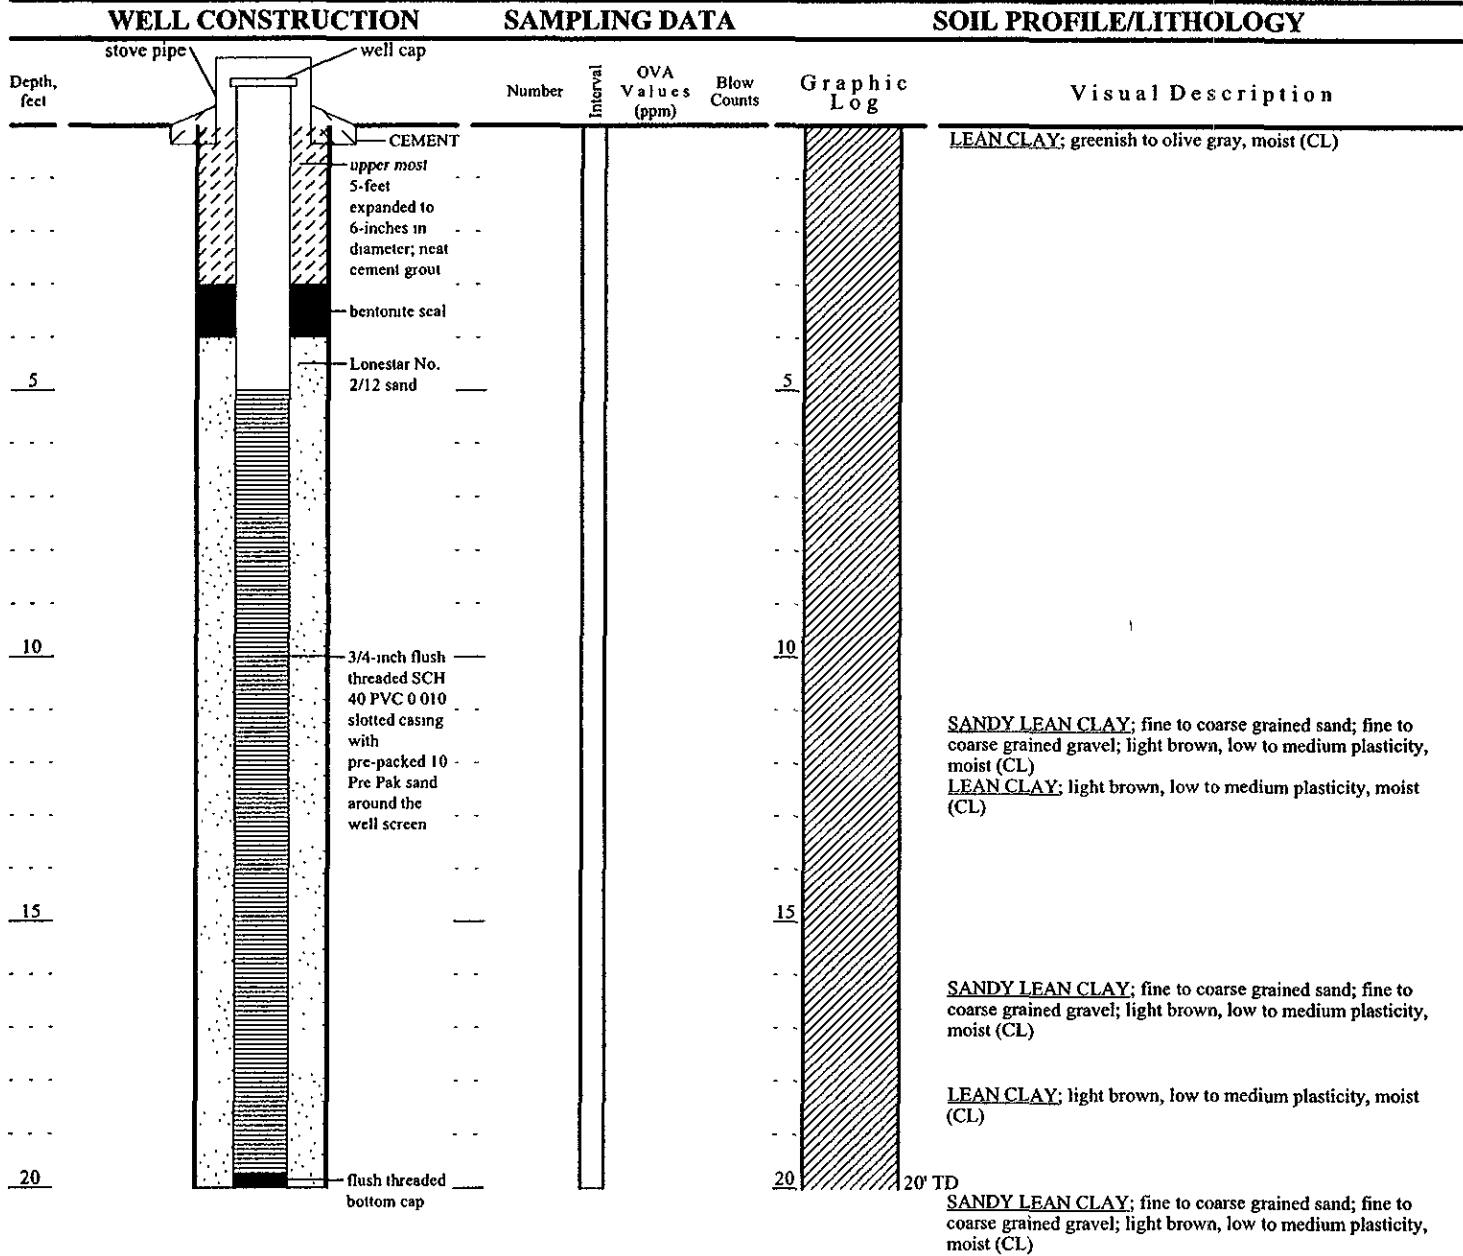 WELL CONSTRUCTION
SAMPLING DATA
SOIL PROFILE/LITHOLOGY
stove pipe
well cap
Depth,
feet
Number
Interval
OVA
Values
(ppm)
Blow
Counts
Graphic
Log
Visual Description
CEMENT
upper most
5-feet
expanded to
6-inches in
diameter; neat
cement grout
bentonite seal
Lonestar No.
2/12 sand
5
5
10
10
3/4-inch flush
threaded SCH
40 PVC 0 010
slotted casing
with
pre-packed 10
Pre Pak sand
around the
well screen
15
15
20
20
20' TD
flush threaded
bottom cap
LEAN CLAY; greenish to olive gray, moist (CL)
SANDY LEAN CLAY; fine to coarse grained sand; fine to
coarse grained gravel; light brown, low to medium plasticity,
moist (CL)
LEAN CLAY; light brown, low to medium plasticity, moist
(CL)
SANDY LEAN CLAY; fine to coarse grained sand; fine to
coarse grained gravel; light brown, low to medium plasticity,
moist (CL)
LEAN CLAY; light brown, low to medium plasticity, moist
(CL)
SANDY LEAN CLAY; fine to coarse grained sand; fine to
coarse grained gravel; light brown, low to medium plasticity,
moist (CL)